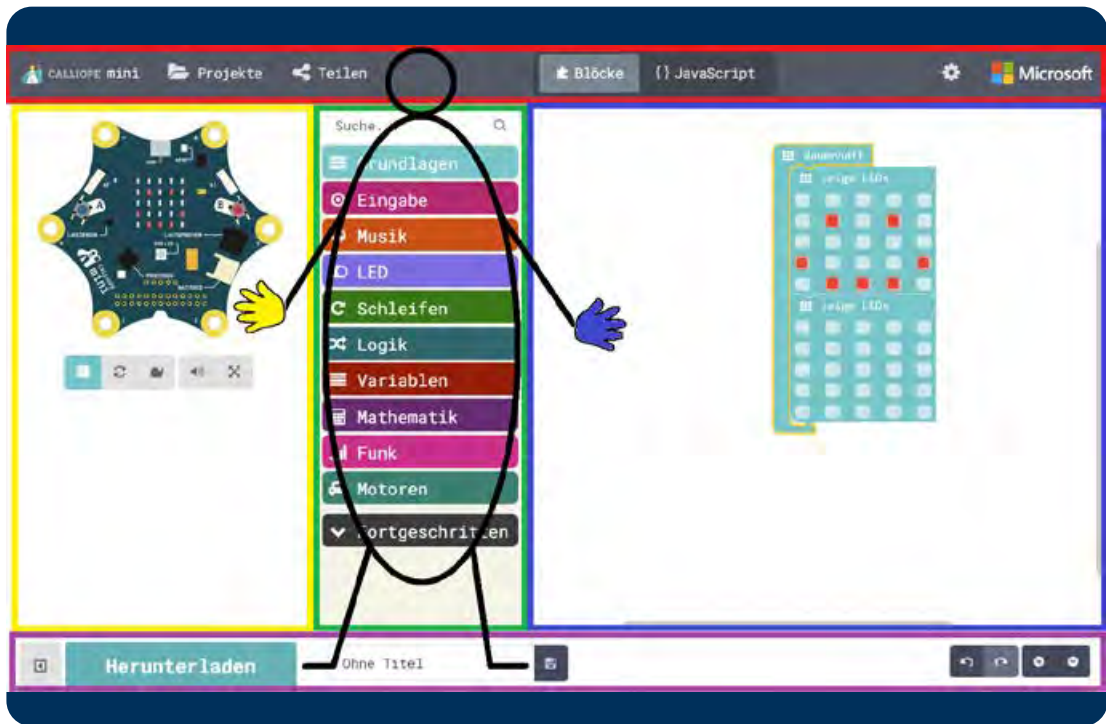 CALLIOPE mini Projekte Teilen Blöcke {} JavaScript Microsoft
Suche...
Grundlagen
Eingabe
Musik
LED
Schleifen
Logik
Variablen
Mathematik
Funk
Motoren
Fortgeschritten
A
B
mini
dauerhaft
zeige LEDs
zeige LEDs
Herunterladen Ohne Titel